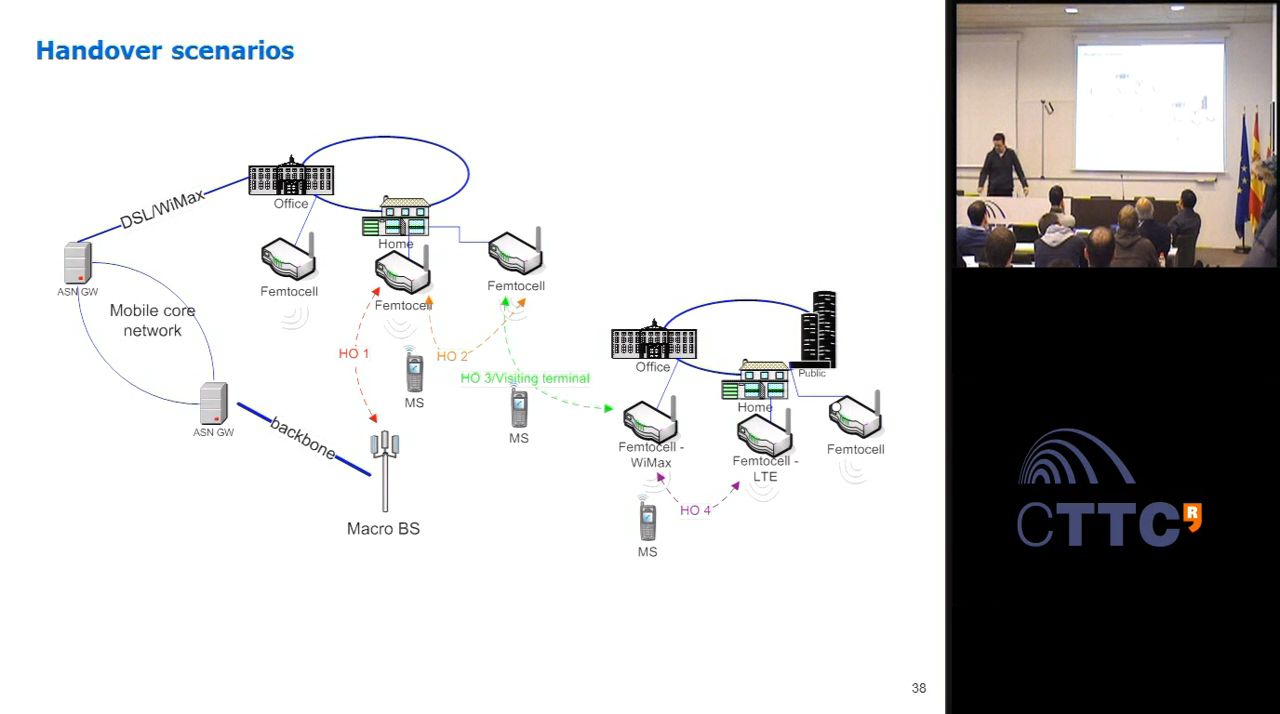 Handover scenarios
DSL/WiMax
Office
Home
Femtocell
Femtocell
Femtocell
ASN GW
Mobile core
network
HO 1
HO 2
HO 3/Visiting terminal
MS
MS
ASN GW
backbone
Macro BS
Office
Public
Home
Femtocell -
WiMax
Femtocell -
LTE
Femtocell
HO 4
MS
38
CTTC
R